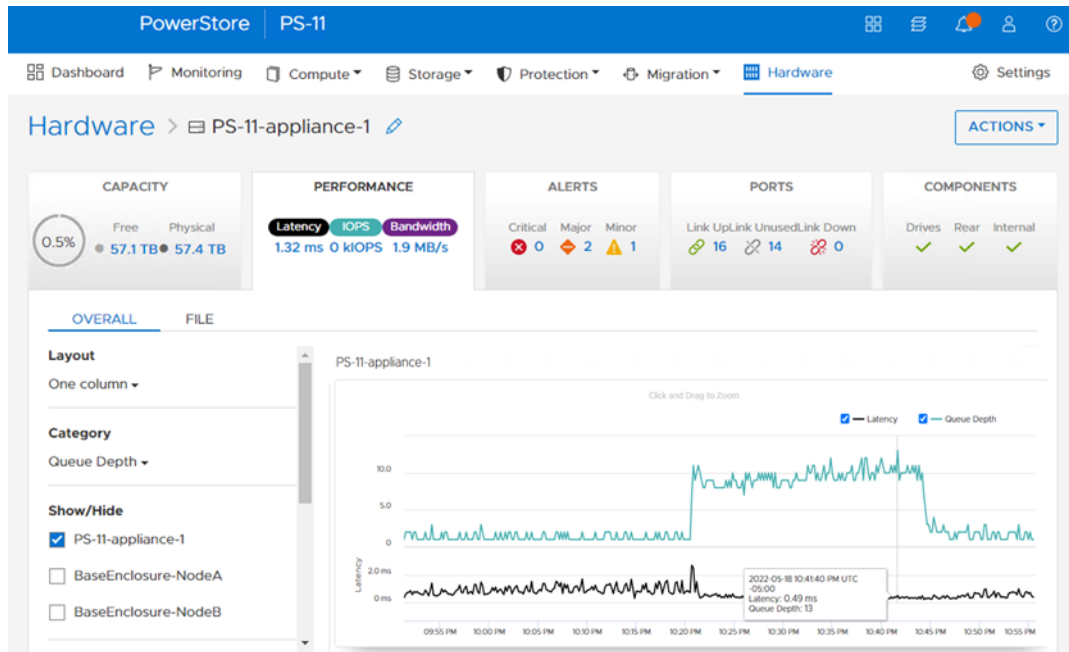 PowerStore PS-11
Dashboard Monitoring Compute Storage Protection Migration Hardware Settings
Hardware > PS-11-appliance-1 ACTIONS
CAPACITY PERFORMANCE ALERTS PORTS COMPONENTS
0.5%
Free Physical
57.1 TB 57.4 TB
Latency IOPS Bandwidth
1.32 ms 0 kIOPS 1.9 MB/s
Critical Major Minor
0 2 1
Link Up Link Unused Link Down
16 14 0
Drives Rear Internal
OVERALL FILE
Layout
One column
Category
Queue Depth
Show/Hide
PS-11-appliance-1
BaseEnclosure-NodeA
BaseEnclosure-NodeB
PS-11-appliance-1
Click and Drag to Zoom
Latency Queue Depth
10.0
5.0
0
Latency
2.0 ms
0 ms
2022-05-18 10:41:40 PM UTC
-05:00
Latency: 0.49 ms
Queue Depth: 13
09:55 PM 10:00 PM 10:05 PM 10:10 PM 10:15 PM 10:20 PM 10:25 PM 10:30 PM 10:35 PM 10:40 PM 10:45 PM 10:50 PM 10:55 PM